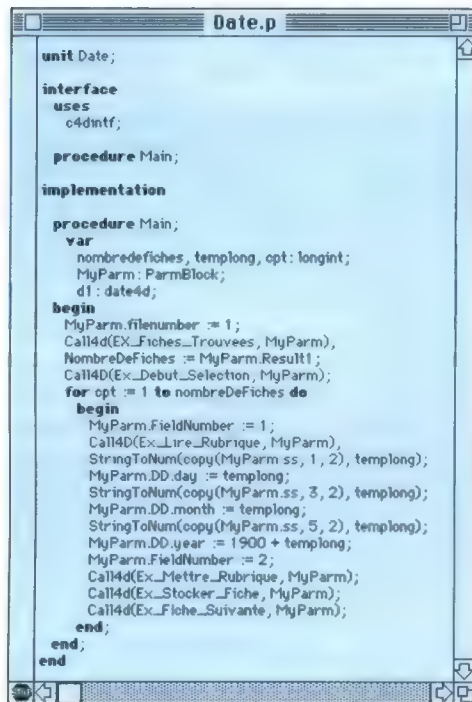 Date.p
unit Date;
interface
uses
c4dintf;
procedure Main;
implementation
procedure Main;
var
nombredefiches, templong, cpt : longint;
MyParm : ParmBlock;
d1 : date4d;
begin
MyParm.filenumber := 1;
Call4d(EX_Fiches_Trouvees, MyParm),
NombreDeFiches := MyParm.Result1;
Call4D(Ex_Debut_Selection, MyParm);
for cpt := 1 to nombreDeFiches do
begin
MyParm.FieldNumber := 1;
Call4D(Ex_Lire_Rubrique, MyParm),
StringToNum(copy(MyParm.ss, 1, 2), templong);
MyParm.DD.day := templong;
StringToNum(copy(MyParm.ss, 3, 2), templong);
MyParm.DD.month := templong;
StringToNum(copy(MyParm.ss, 5, 2), templong);
MyParm.DD.year := 1900 + templong;
MyParm.FieldNumber := 2;
Call4d(Ex_Mettre_Rubrique, MyParm);
Call4d(Ex_Stocker_Fiche, MyParm);
Call4d(Ex_Fiche_Suivante, MyParm);
end;
end;
end